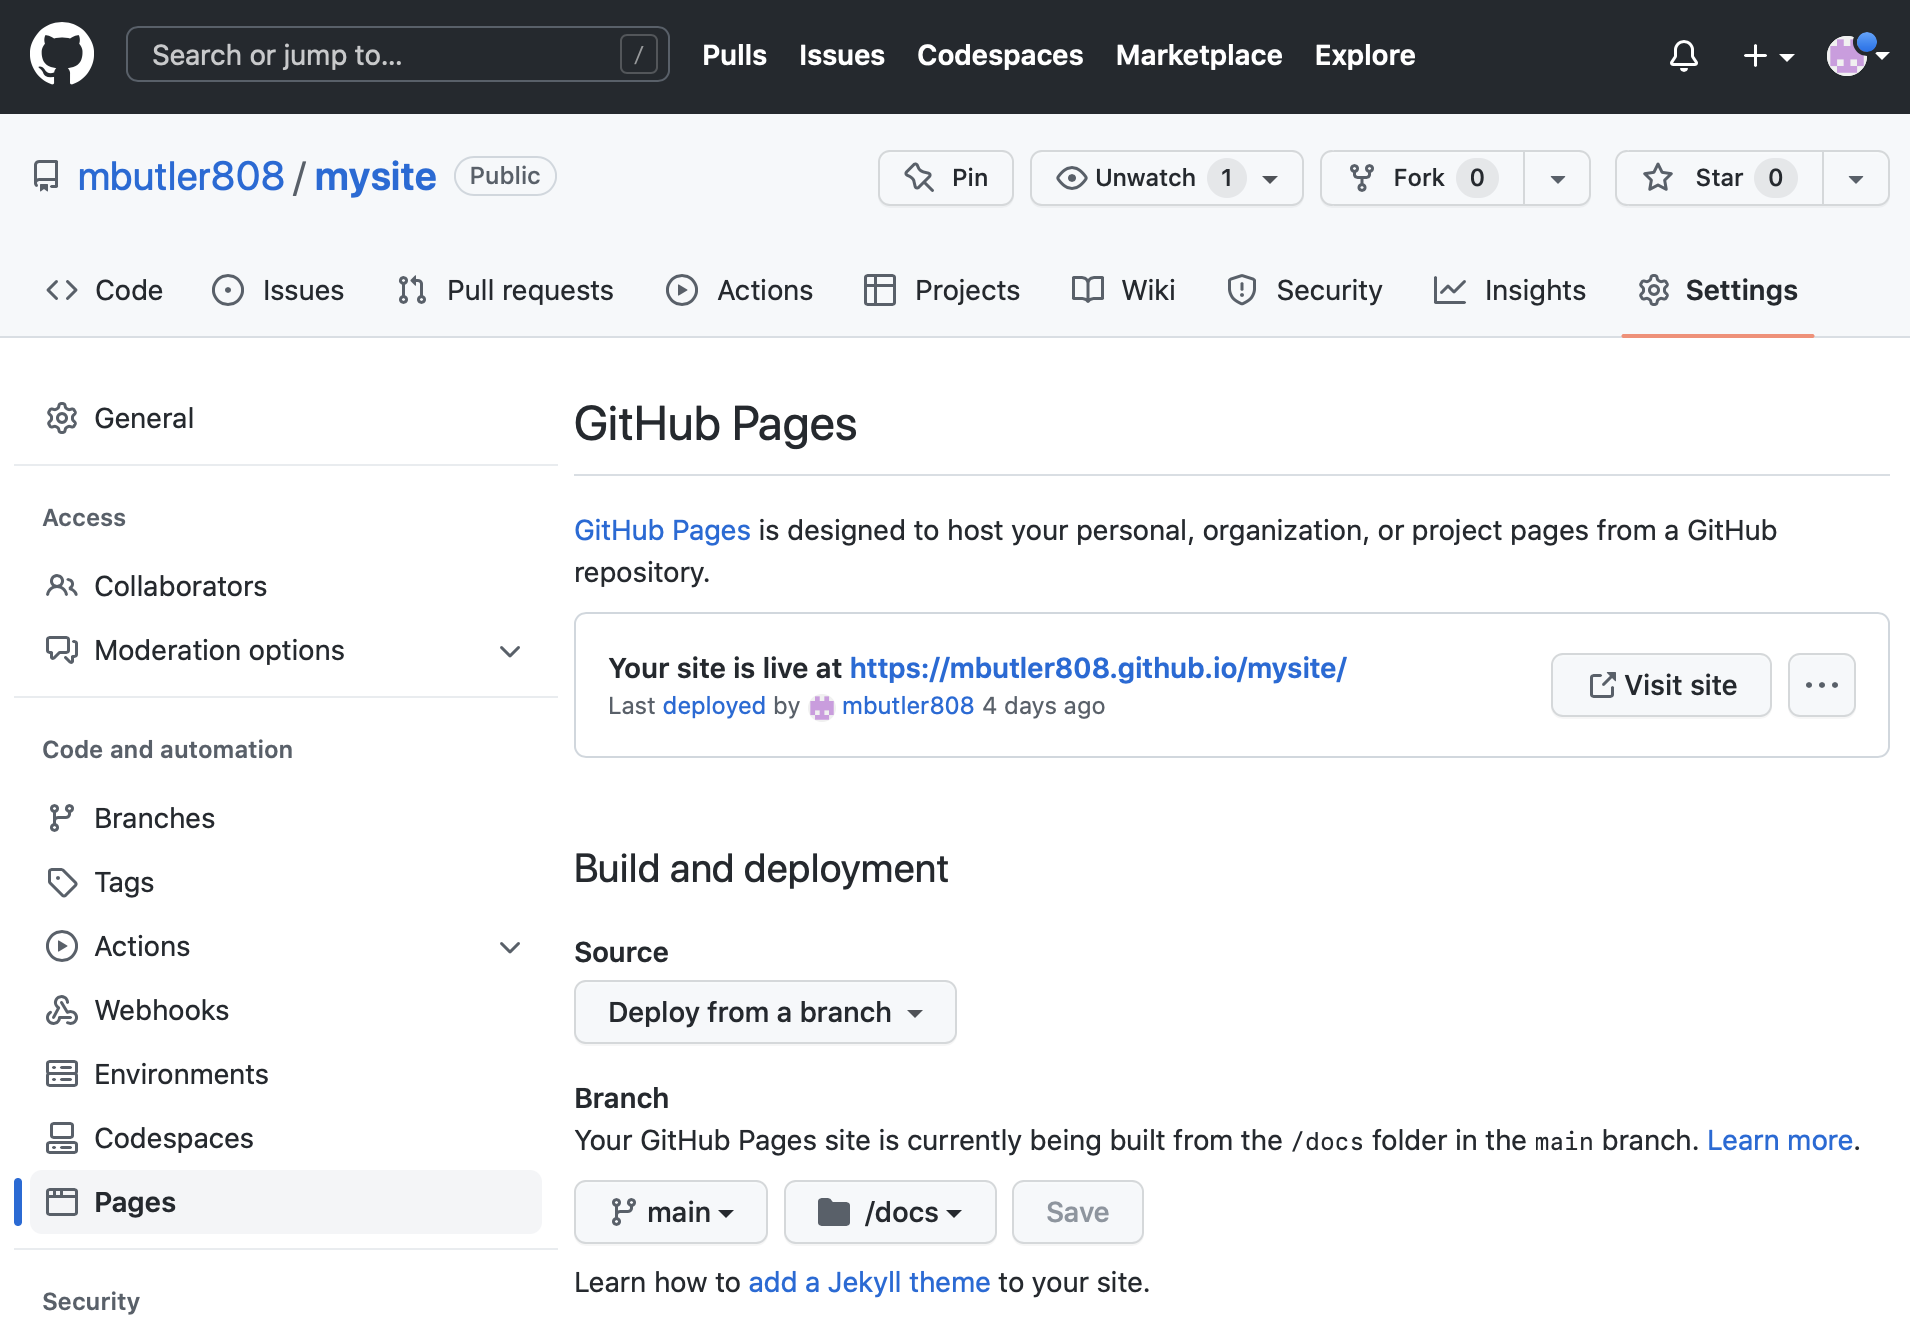 Search or jump to... /
Pulls Issues Codespaces Marketplace Explore
mbutler808 / mysite Public
Pin Unwatch 1 Fork 0 Star 0
Code Issues Pull requests Actions Projects Wiki Security Insights Settings
General
Access
Collaborators
Moderation options
Code and automation
Branches
Tags
Actions
Webhooks
Environments
Codespaces
Pages
Security
GitHub Pages
GitHub Pages is designed to host your personal, organization, or project pages from a GitHub
repository.
Your site is live at https://mbutler808.github.io/mysite/
Last deployed by mbutler808 4 days ago
Visit site
Build and deployment
Source
Deploy from a branch
Branch
Your GitHub Pages site is currently being built from the /docs folder in the main branch. Learn more.
main /docs Save
Learn how to add a Jekyll theme to your site.